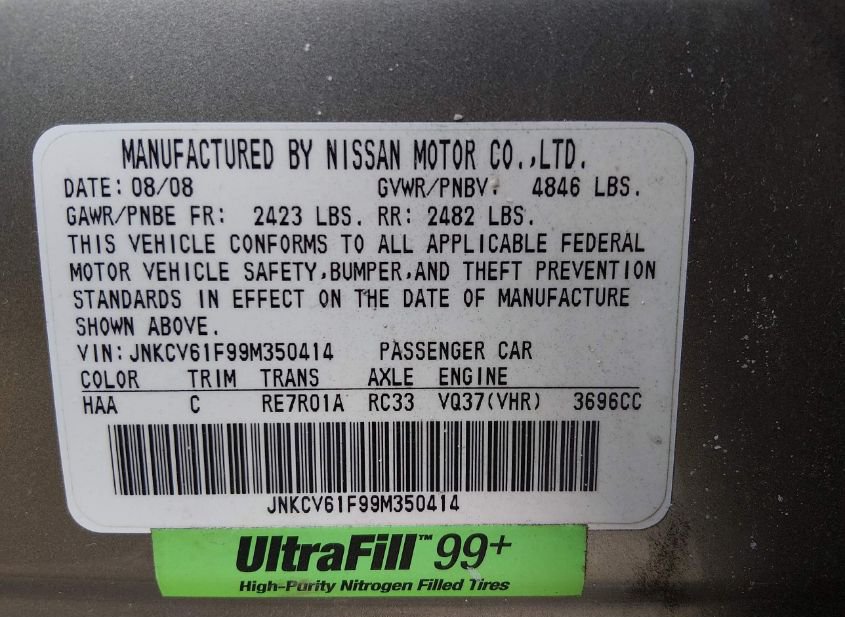 MANUFACTURED BY NISSAN MOTOR CO.,LTD.
DATE: 08/08 GVWR/PNBV: 4846 LBS.
GAWR/PNBE FR: 2423 LBS. RR: 2482 LBS.
THIS VEHICLE CONFORMS TO ALL APPLICABLE FEDERAL
MOTOR VEHICLE SAFETY,BUMPER,AND THEFT PREVENTION
STANDARDS IN EFFECT ON THE DATE OF MANUFACTURE
SHOWN ABOVE.
VIN: JNKCV61F99M350414 PASSENGER CAR
COLOR TRIM TRANS AXLE ENGINE
HAA C RE7R01A RC33 VQ37(VHR) 3696CC
JNKCV61F99M350414
UltraFill™ 99+
High-Purity Nitrogen Filled Tires